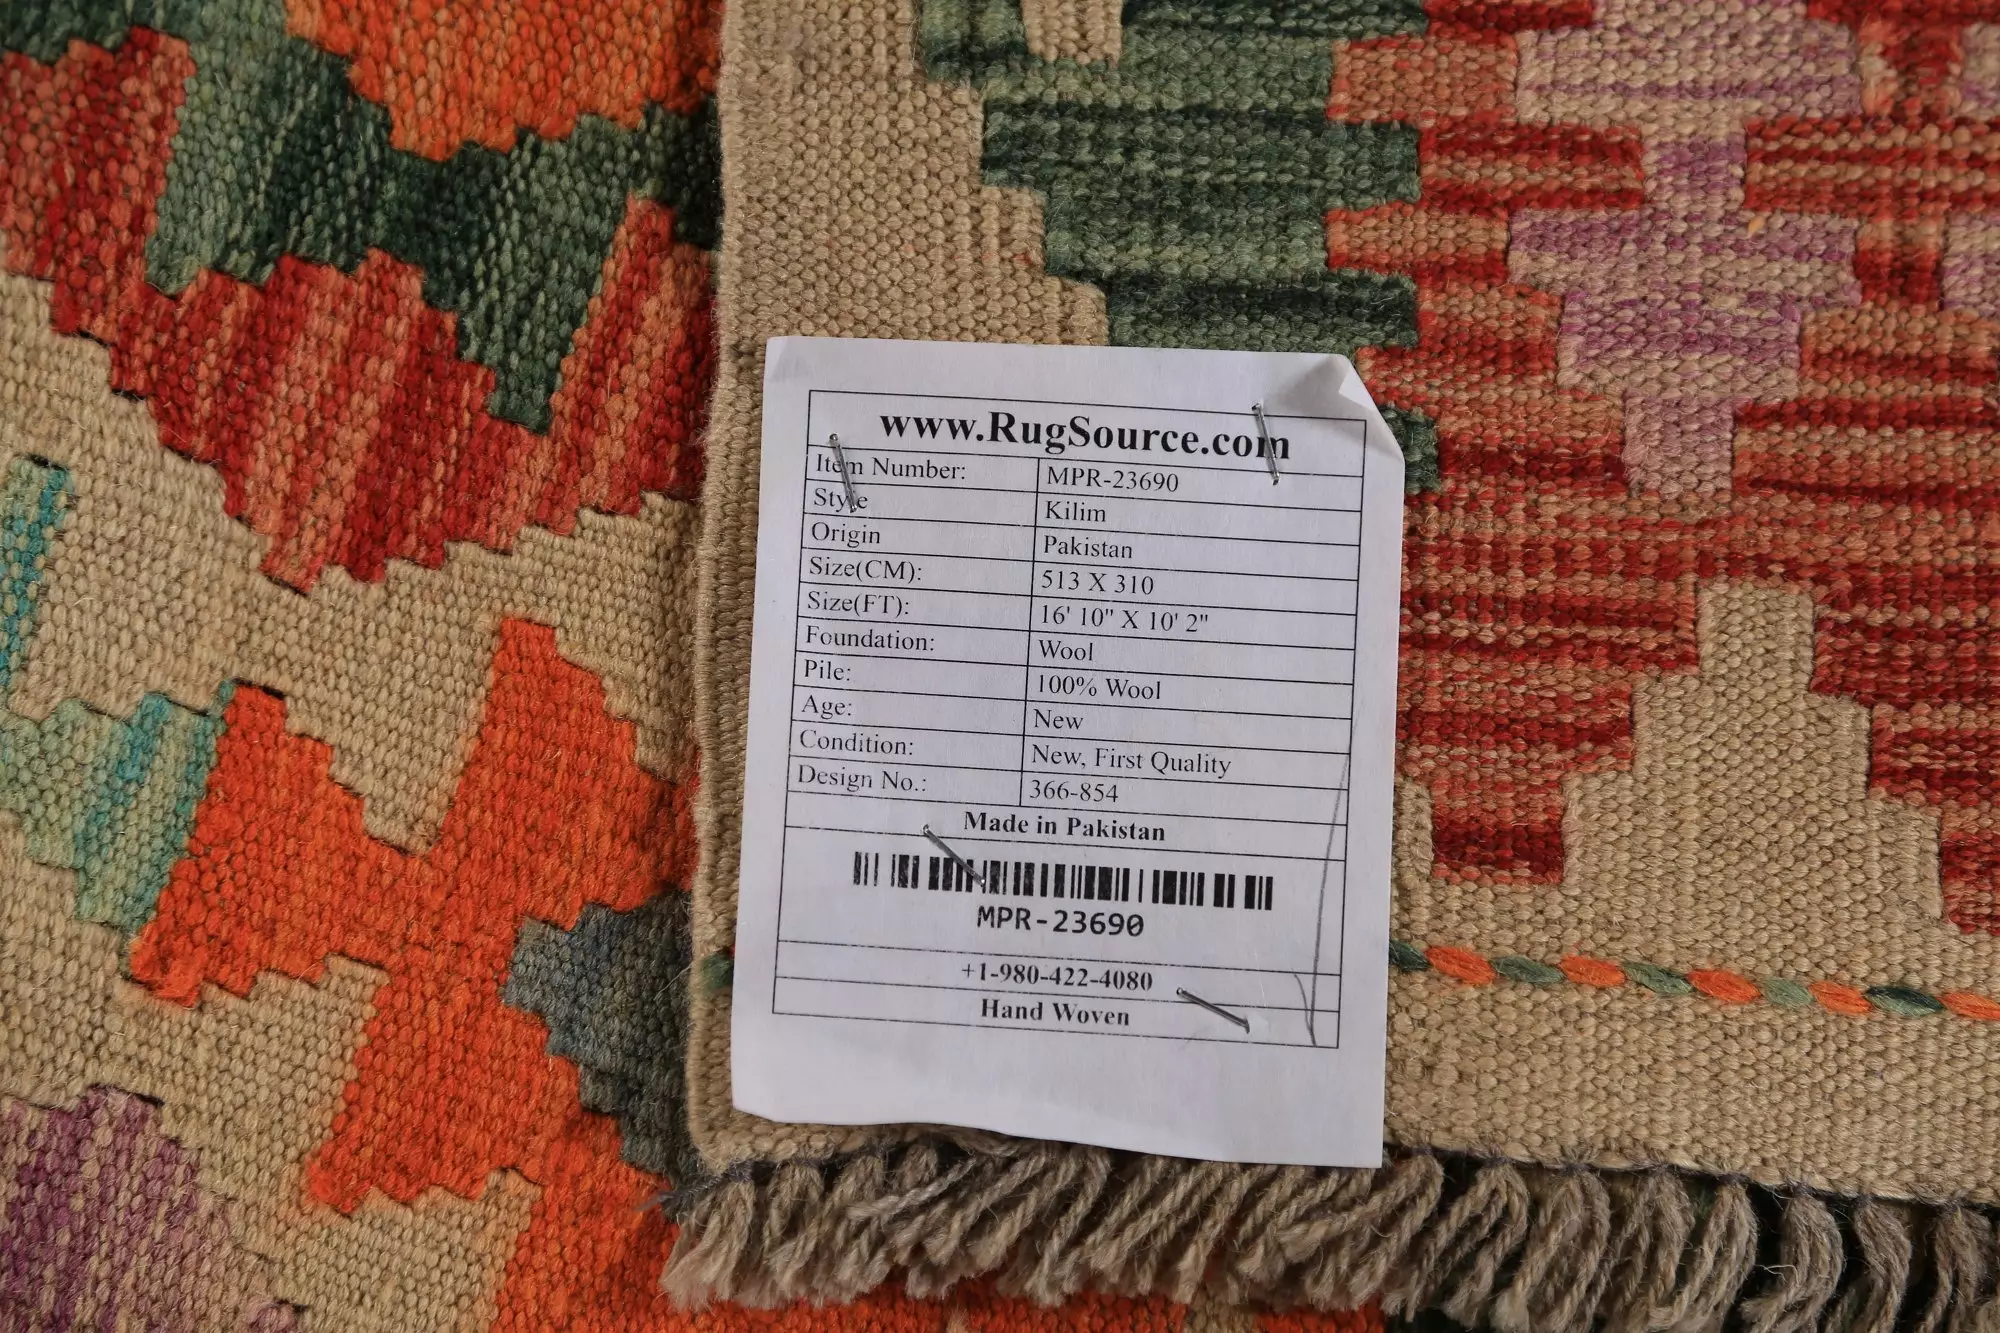 www.RugSource.com
Item Number: MPR-23690
Style Kilim
Origin Pakistan
Size(CM): 513 X 310
Size(FT): 16' 10" X 10' 2"
Foundation: Wool
Pile: 100% Wool
Age: New
Condition: New, First Quality
Design No.: 366-854
Made in Pakistan
MPR-23690
+1-980-422-4080
Hand Woven